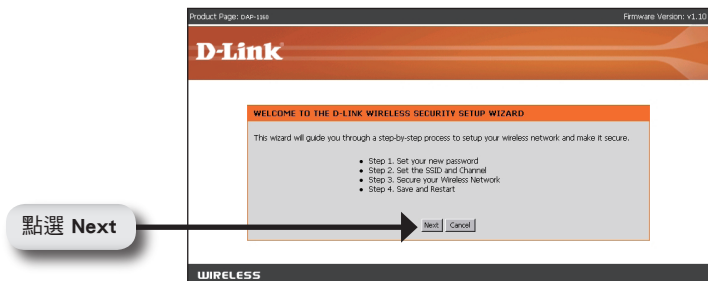 Product Page: DAP-1160 Firmware Version: v1.10
D-Link
WELCOME TO THE D-LINK WIRELESS SECURITY SETUP WIZARD
This wizard will guide you through a step-by-step process to setup your wireless network and make it secure.
• Step 1. Set your new password
• Step 2. Set the SSID and Channel
• Step 3. Secure your Wireless Network
• Step 4. Save and Restart
點選 Next
Next Cancel
WIRELESS